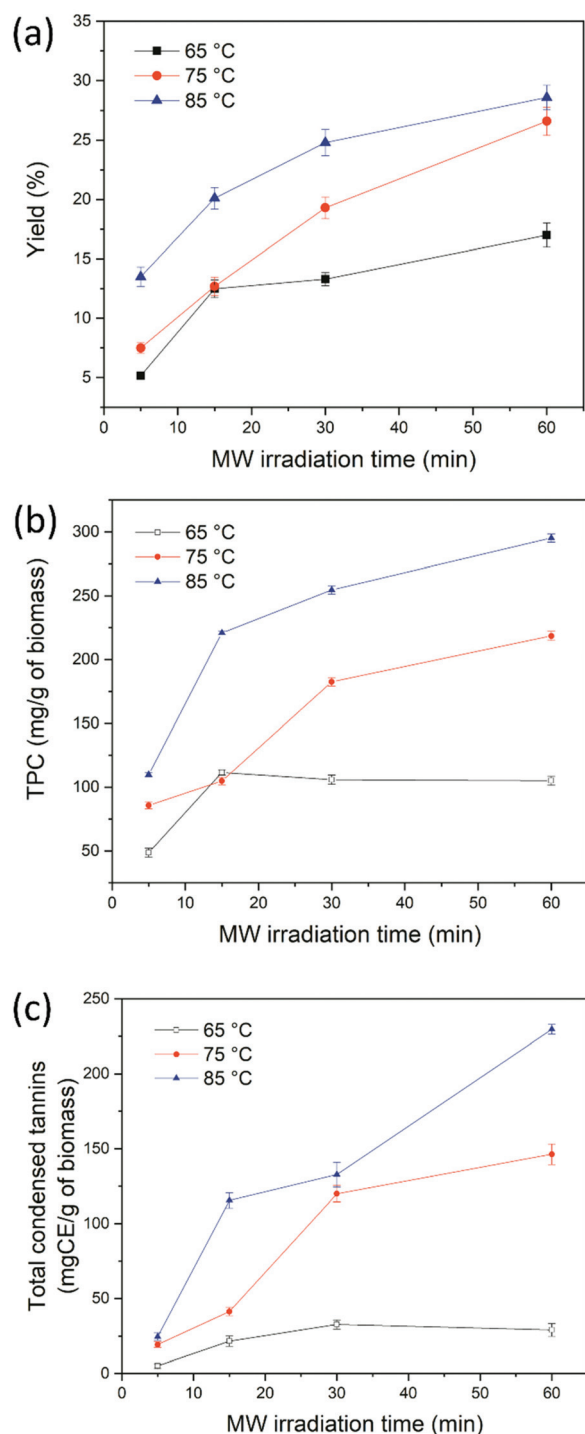 (a)
65 °C
75 °C
85 °C
Yield (%)
35
30
25
20
15
10
5
0 10 20 30 40 50 60
MW irradiation time (min)
(b)
65 °C
75 °C
85 °C
TPC (mg/g of biomass)
300
250
200
150
100
50
0 10 20 30 40 50 60
MW irradiation time (min)
(c)
65 °C
75 °C
85 °C
Total condensed tannins
(mgCE/g of biomass)
250
200
150
100
50
0
0 10 20 30 40 50 60
MW irradiation time (min)